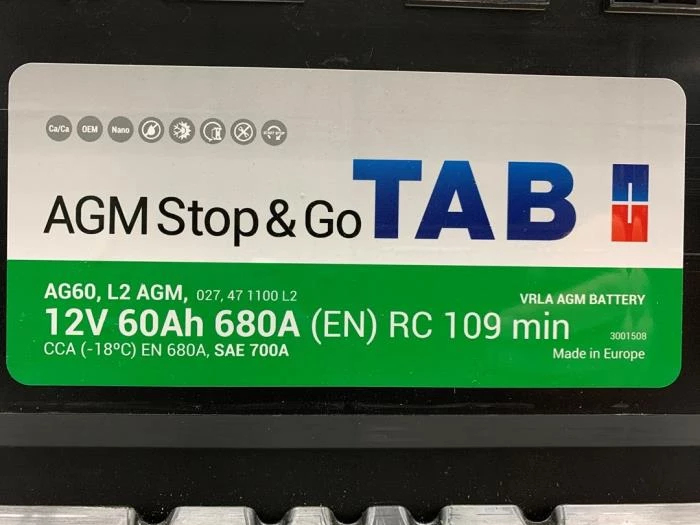 Ca/Ca OEM Nano
AGM Stop & Go TAB
AG60, L2 AGM, 027, 47 1100 L2
VRLA AGM BATTERY
12V 60Ah 680A (EN) RC 109 min
3001508
CCA (-18ºC) EN 680A, SAE 700A
Made in Europe